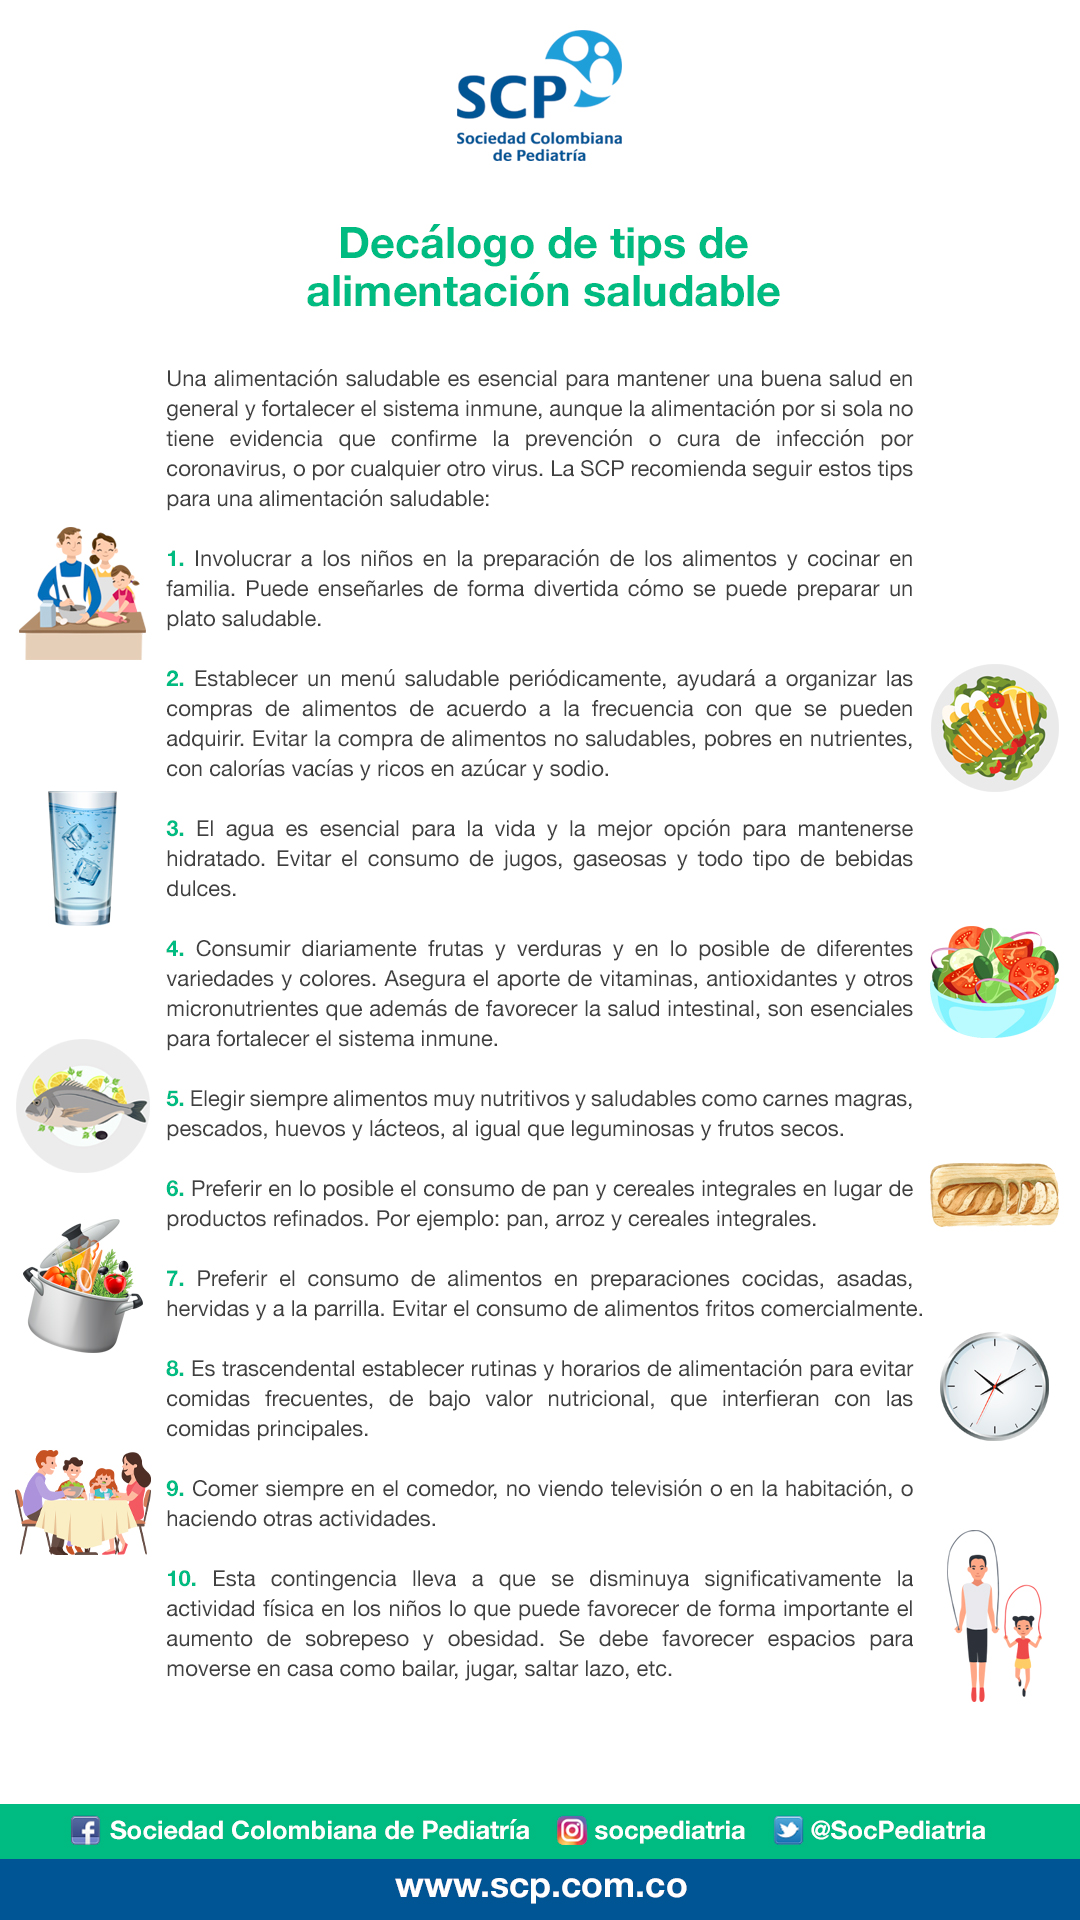 SCP
Sociedad Colombiana
de Pediatría
Decálogo de tips de
alimentación saludable
Una alimentación saludable es esencial para mantener una buena salud en
general y fortalecer el sistema inmune, aunque la alimentación por si sola no
tiene evidencia que confirme la prevención o cura de infección por
coronavirus, o por cualquier otro virus. La SCP recomienda seguir estos tips
para una alimentación saludable:
1. Involucrar a los niños en la preparación de los alimentos y cocinar en
familia. Puede enseñarles de forma divertida cómo se puede preparar un
plato saludable.
2. Establecer un menú saludable periódicamente, ayudará a organizar las
compras de alimentos de acuerdo a la frecuencia con que se pueden
adquirir. Evitar la compra de alimentos no saludables, pobres en nutrientes,
con calorías vacías y ricos en azúcar y sodio.
3. El agua es esencial para la vida y la mejor opción para mantenerse
hidratado. Evitar el consumo de jugos, gaseosas y todo tipo de bebidas
dulces.
4. Consumir diariamente frutas y verduras y en lo posible de diferentes
variedades y colores. Asegura el aporte de vitaminas, antioxidantes y otros
micronutrientes que además de favorecer la salud intestinal, son esenciales
para fortalecer el sistema inmune.
5. Elegir siempre alimentos muy nutritivos y saludables como carnes magras,
pescados, huevos y lácteos, al igual que leguminosas y frutos secos.
6. Preferir en lo posible el consumo de pan y cereales integrales en lugar de
productos refinados. Por ejemplo: pan, arroz y cereales integrales.
7. Preferir el consumo de alimentos en preparaciones cocidas, asadas,
hervidas y a la parrilla. Evitar el consumo de alimentos fritos comercialmente.
8. Es trascendental establecer rutinas y horarios de alimentación para evitar
comidas frecuentes, de bajo valor nutricional, que interfieran con las
comidas principales.
9. Comer siempre en el comedor, no viendo televisión o en la habitación, o
haciendo otras actividades.
10. Esta contingencia lleva a que se disminuya significativamente la
actividad física en los niños lo que puede favorecer de forma importante el
aumento de sobrepeso y obesidad. Se debe favorecer espacios para
moverse en casa como bailar, jugar, saltar lazo, etc.
Sociedad Colombiana de Pediatría socpediatria @SocPediatria
www.scp.com.co